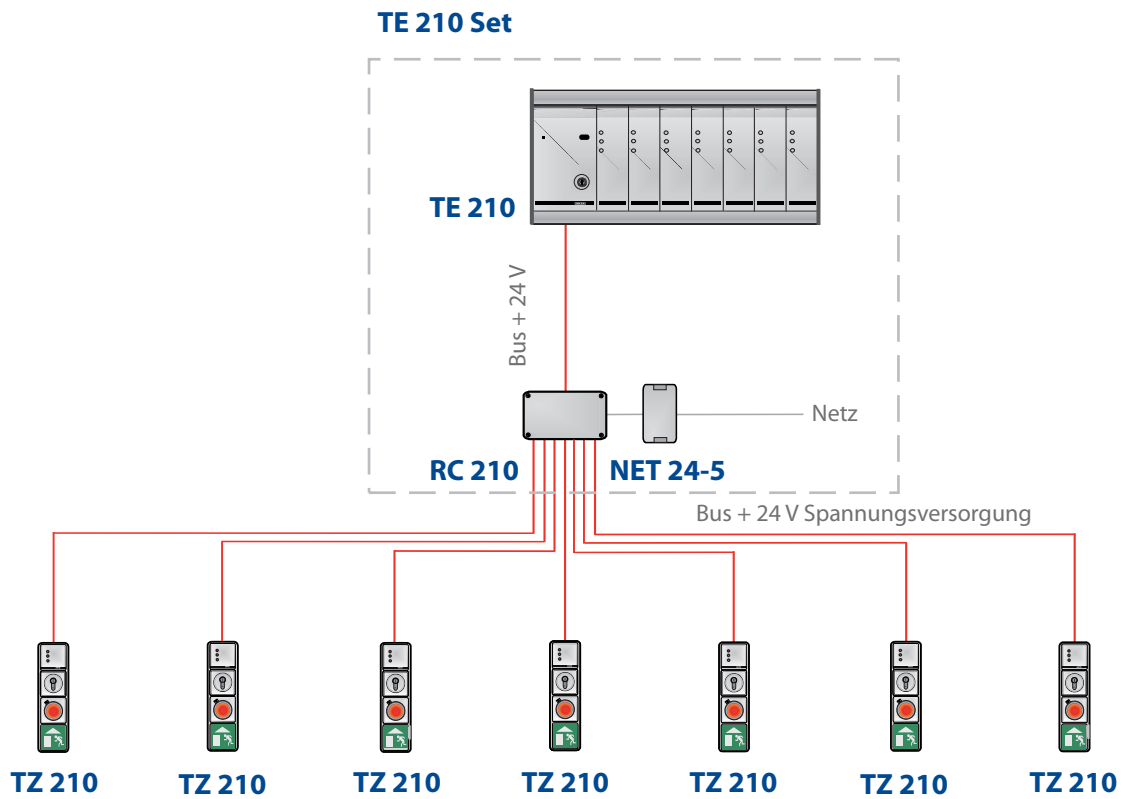 TE 210 Set
TE 210
Bus + 24 V
Netz
RC 210
NET 24-5
Bus + 24 V Spannungsversorgung
TZ 210
TZ 210
TZ 210
TZ 210
TZ 210
TZ 210
TZ 210